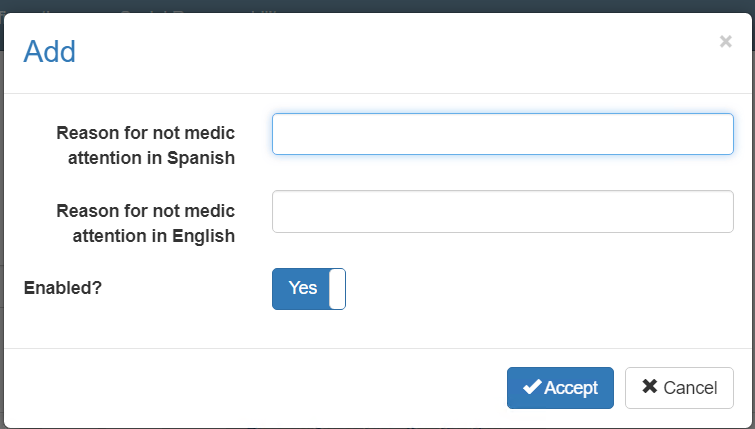 Add
×
Reason for not medic
attention in Spanish
Reason for not medic
attention in English
Enabled?
Yes
Accept
Cancel